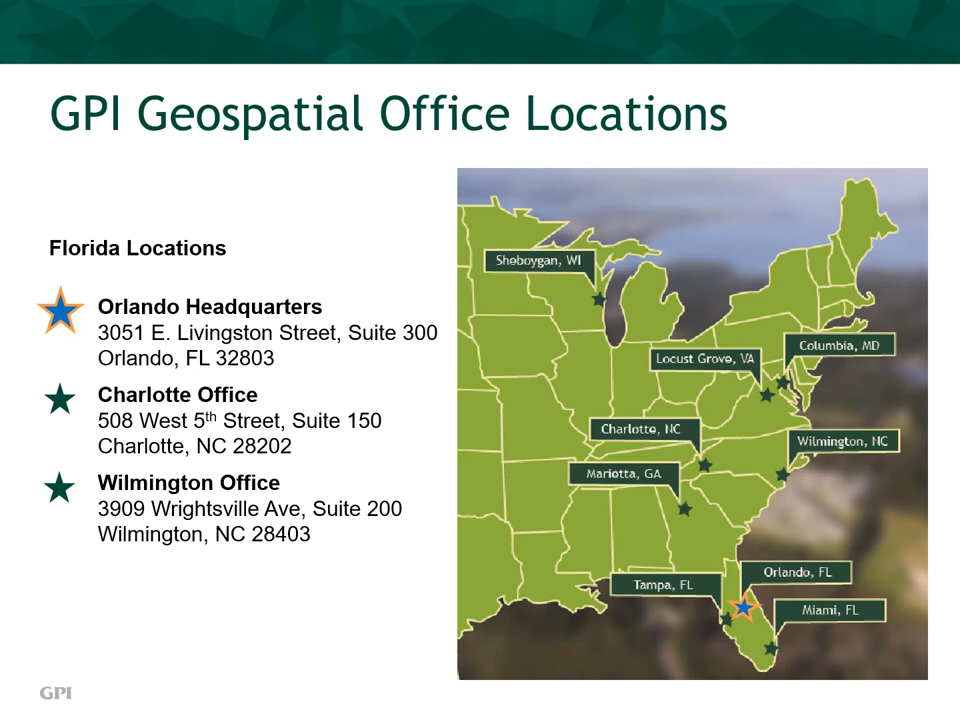 GPI Geospatial Office Locations
Florida Locations
Orlando Headquarters
3051 E. Livingston Street, Suite 300
Orlando, FL 32803
Charlotte Office
508 West 5th Street, Suite 150
Charlotte, NC 28202
Wilmington Office
3909 Wrightsville Ave, Suite 200
Wilmington, NC 28403
Sheboygan, WI
Columbia, MD
Locust Grove, VA
Charlotte, NC
Wilmington, NC
Mariotta, GA
Orlando, FL
Tampa, FL
Miami, FL
GPI